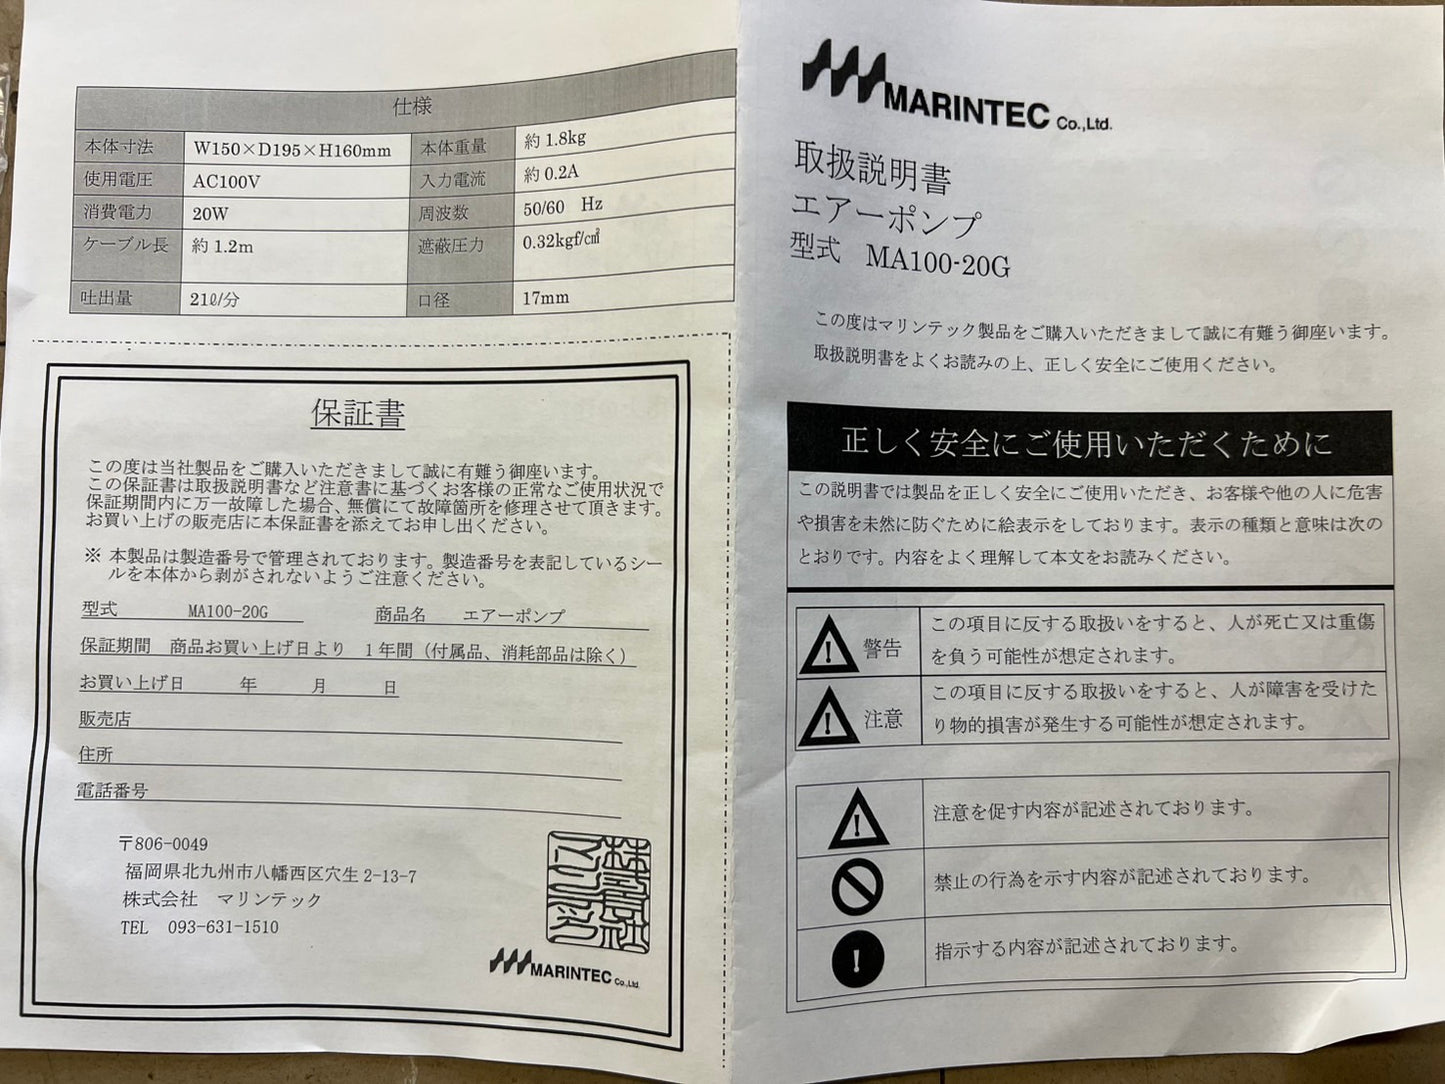 仕様
本体寸法 W150×D195×H160mm 本体重量 約1.8kg
使用電圧 AC100V 入力電流 約0.2A
消費電力 20W 周波数 50/60 Hz
ケーブル長 約1.2m 遮蔽圧力 0.32kgf/c㎡
吐出量 21ℓ/分 口径 17mm
保証書
この度は当社製品をご購入いただきまして誠に有難う御座います。
この保証書は取扱説明書など注意書に基づくお客様の正常なご使用状況で
保証期間内に万一故障した場合、無償にて故障箇所を修理させて頂きます。
お買い上げの販売店に本保証書を添えてお申し出ください。
※ 本製品は製造番号で管理されております。製造番号を表記しているシー
ルを本体から剥がされないようご注意ください。
型式 MA100-20G 商品名 エアーポンプ
保証期間 商品お買い上げ日より 1年間（付属品、消耗部品は除く）
お買い上げ日 年 月 日
販売店
住所
電話番号
〒806-0049
福岡県北九州市八幡西区穴生2-13-7
株式会社 マリンテック
TEL 093-631-1510
株式会社
マリンテック
MARINTEC Co.,Ltd.
MARINTEC Co.,Ltd.
取扱説明書
エアーポンプ
型式 MA100-20G
この度はマリンテック製品をご購入いただきまして誠に有難う御座います。
取扱説明書をよくお読みの上、正しく安全にご使用ください。
正しく安全にご使用いただくために
この説明書では製品を正しく安全にご使用いただき、お客様や他の人に危害
や損害を未然に防ぐために絵表示をしております。表示の種類と意味は次の
とおりです。内容をよく理解して本文をお読みください。
警告 この項目に反する取扱いをすると、人が死亡又は重傷
を負う可能性が想定されます。
注意 この項目に反する取扱いをすると、人が障害を受けた
り物的損害が発生する可能性が想定されます。
注意を促す内容が記述されております。
禁止の行為を示す内容が記述されております。
指示する内容が記述されております。